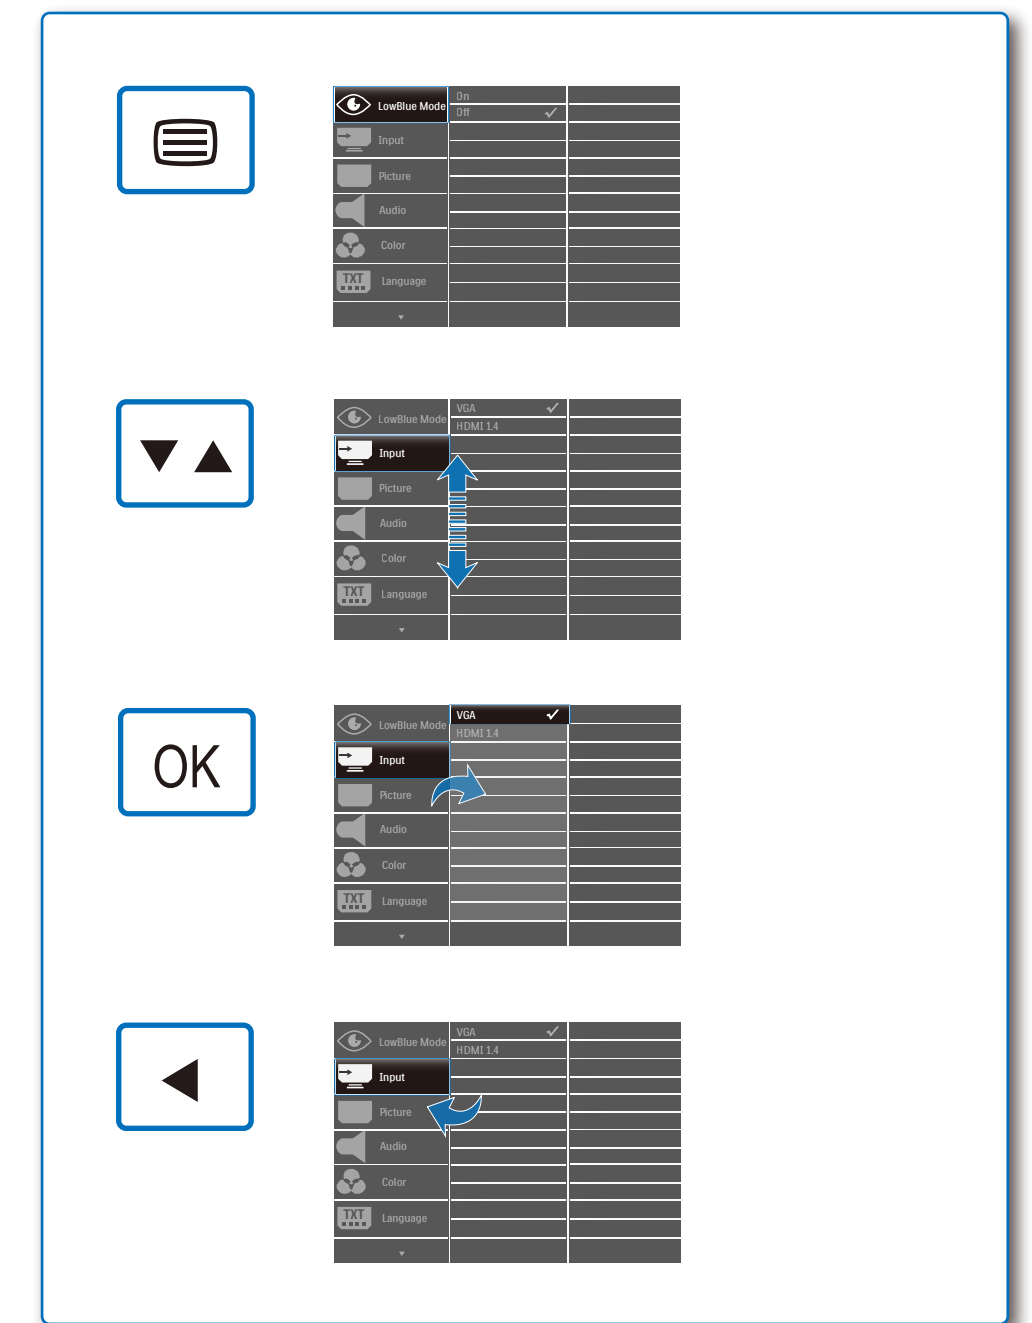 LowBlue Mode
On
Off
Input
Picture
Audio
Color
TXT
Language
LowBlue Mode
VGA
HDMI 1.4
Input
Picture
Audio
Color
TXT
Language
OK
LowBlue Mode
VGA
HDMI 1.4
Input
Picture
Audio
Color
TXT
Language
LowBlue Mode
VGA
HDMI 1.4
Input
Picture
Audio
Color
TXT
Language